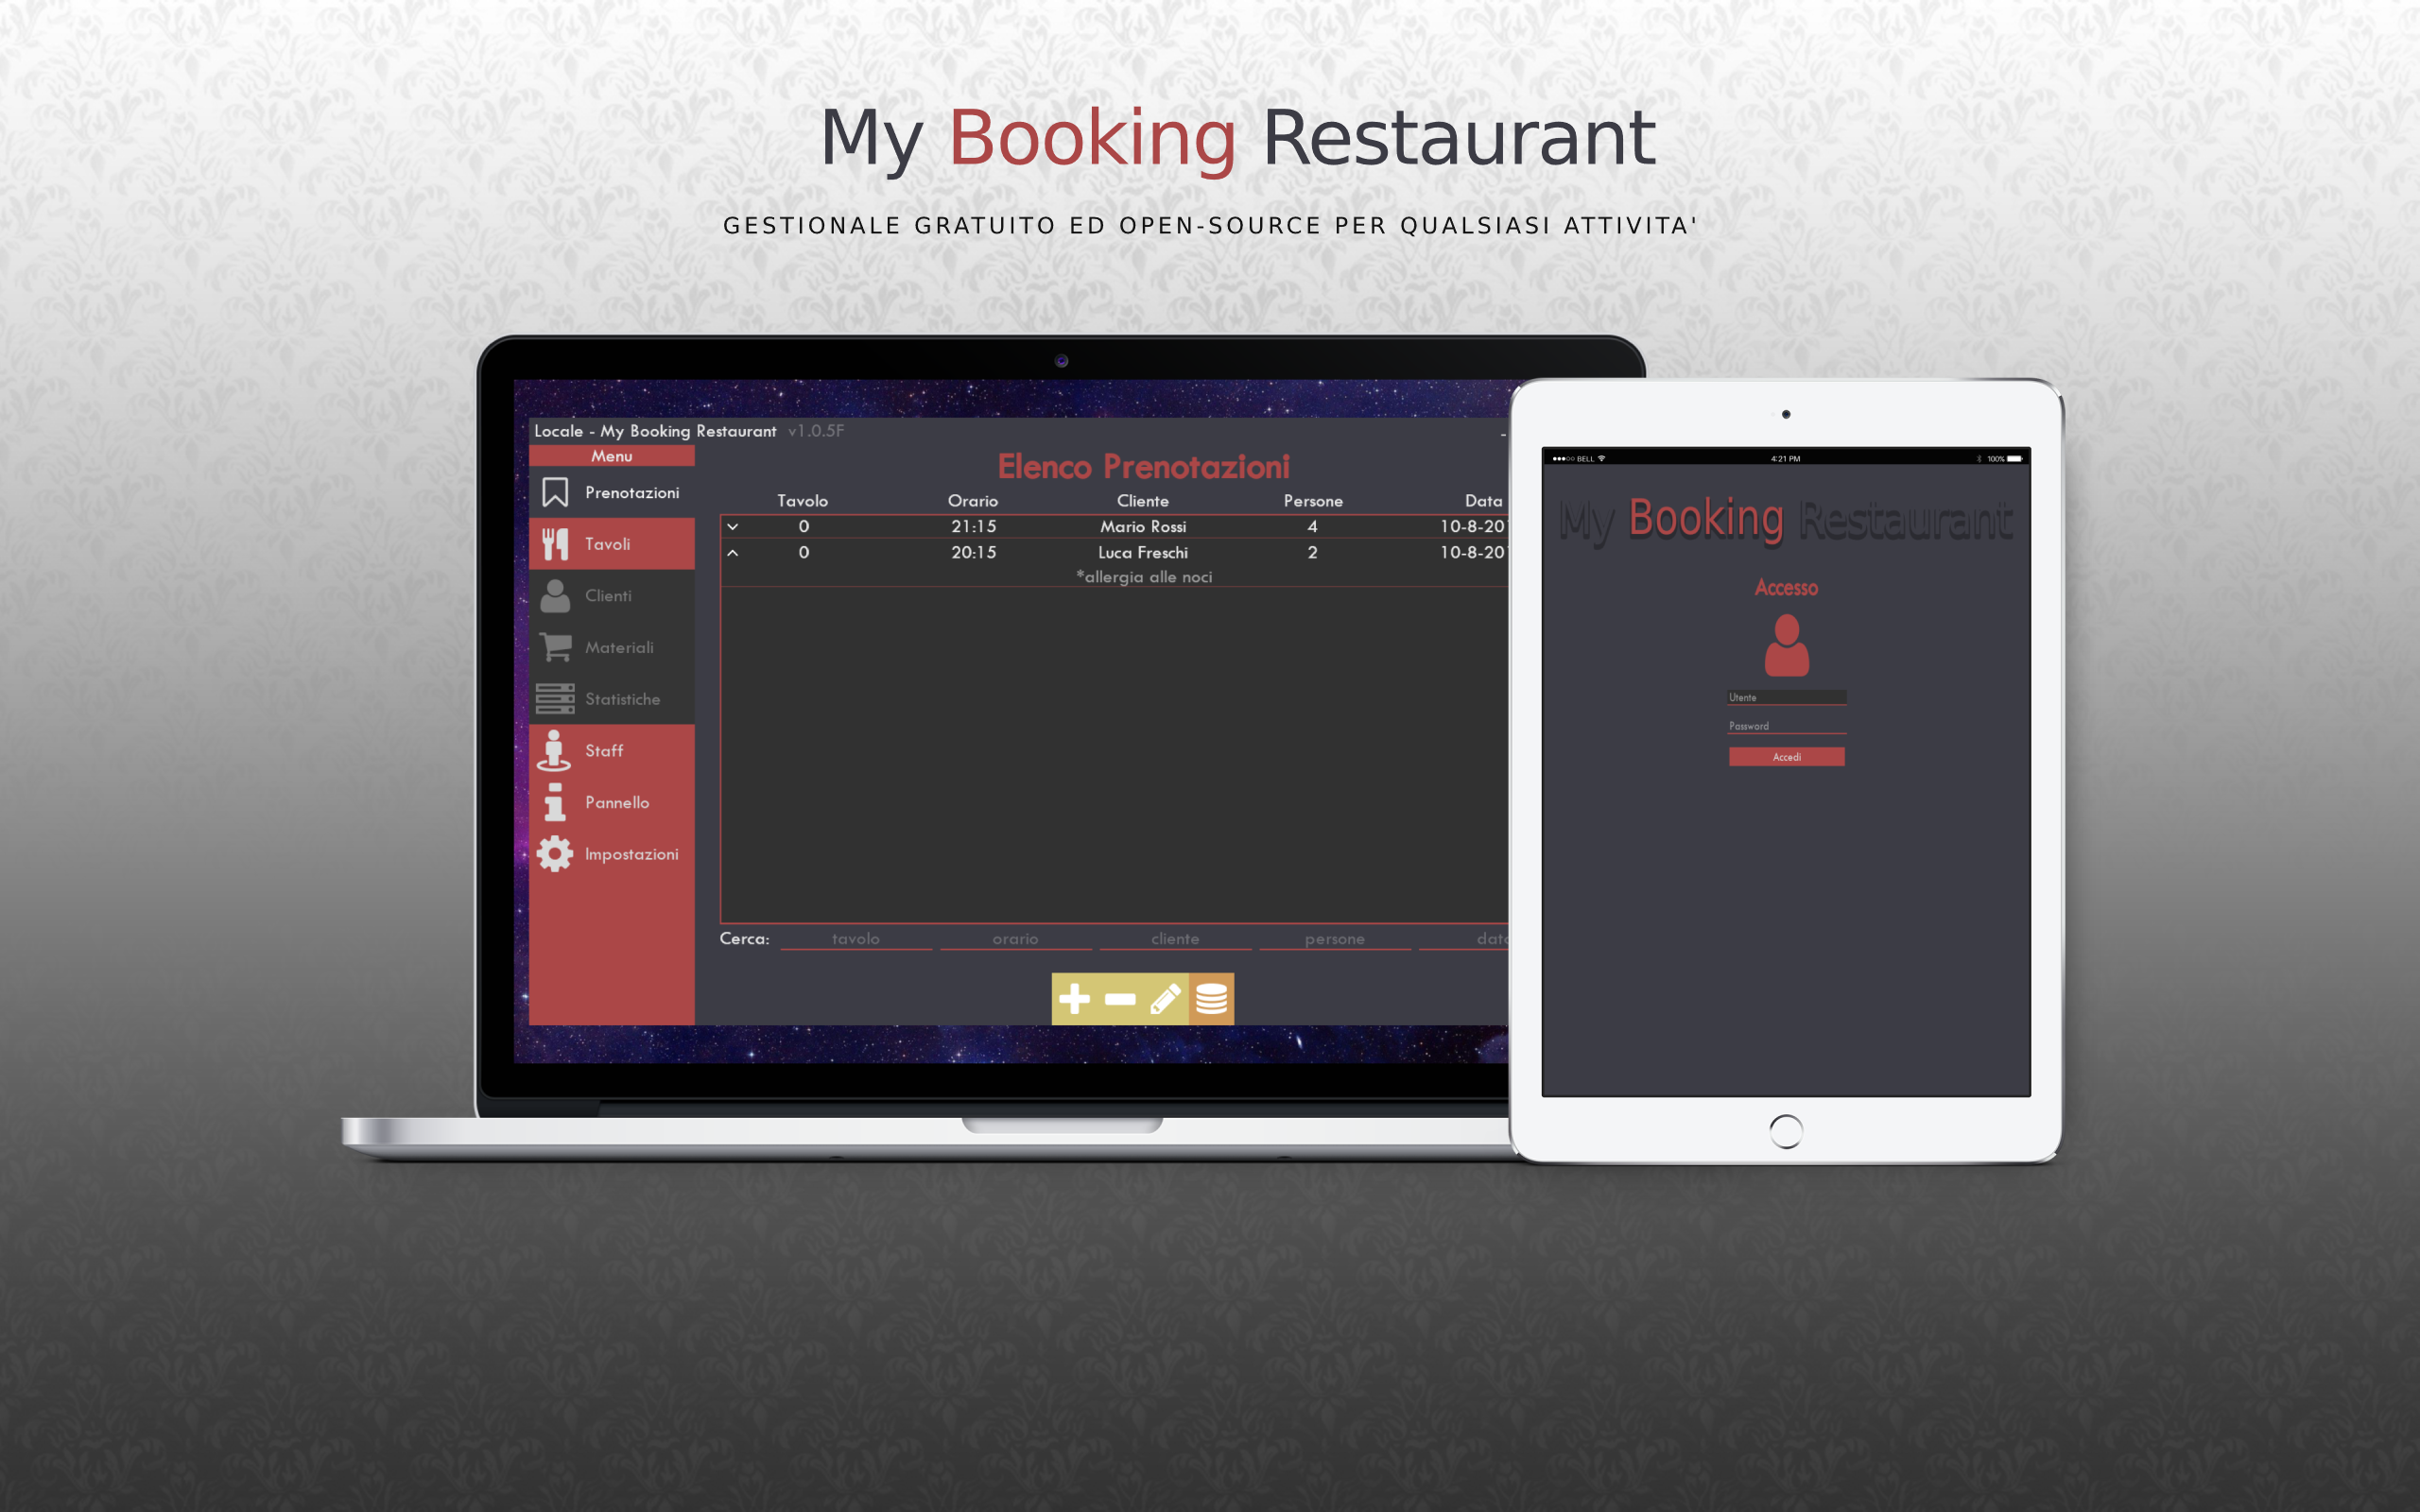 My Booking Restaurant
GESTIONALE GRATUITO ED OPEN-SOURCE PER QUALSIASI ATTIVITA'
Locale - My Booking Restaurant v1.0.5F
Menu
Prenotazioni
Tavoli
Clienti
Materiali
Statistiche
Staff
Pannello
Impostazioni
Elenco Prenotazioni
Tavolo Orario Cliente Persone Data
0 21:15 Mario Rossi 4 10-8-20
0 20:15 Luca Freschi 2 10-8-20
*allergia alle noci
Cerca: tavolo orario cliente persone
BELL 4:21 PM 100%
My Booking Restaurant
Accesso
Utente
Password
Accedi